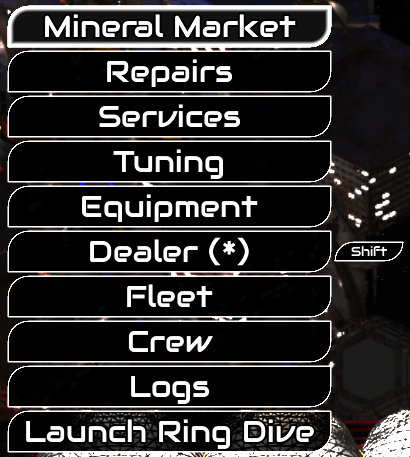 Mineral Market
Repairs
Services
Tuning
Equipment
Dealer (*)
Shift
Fleet
Crew
Logs
Launch Ring Dive